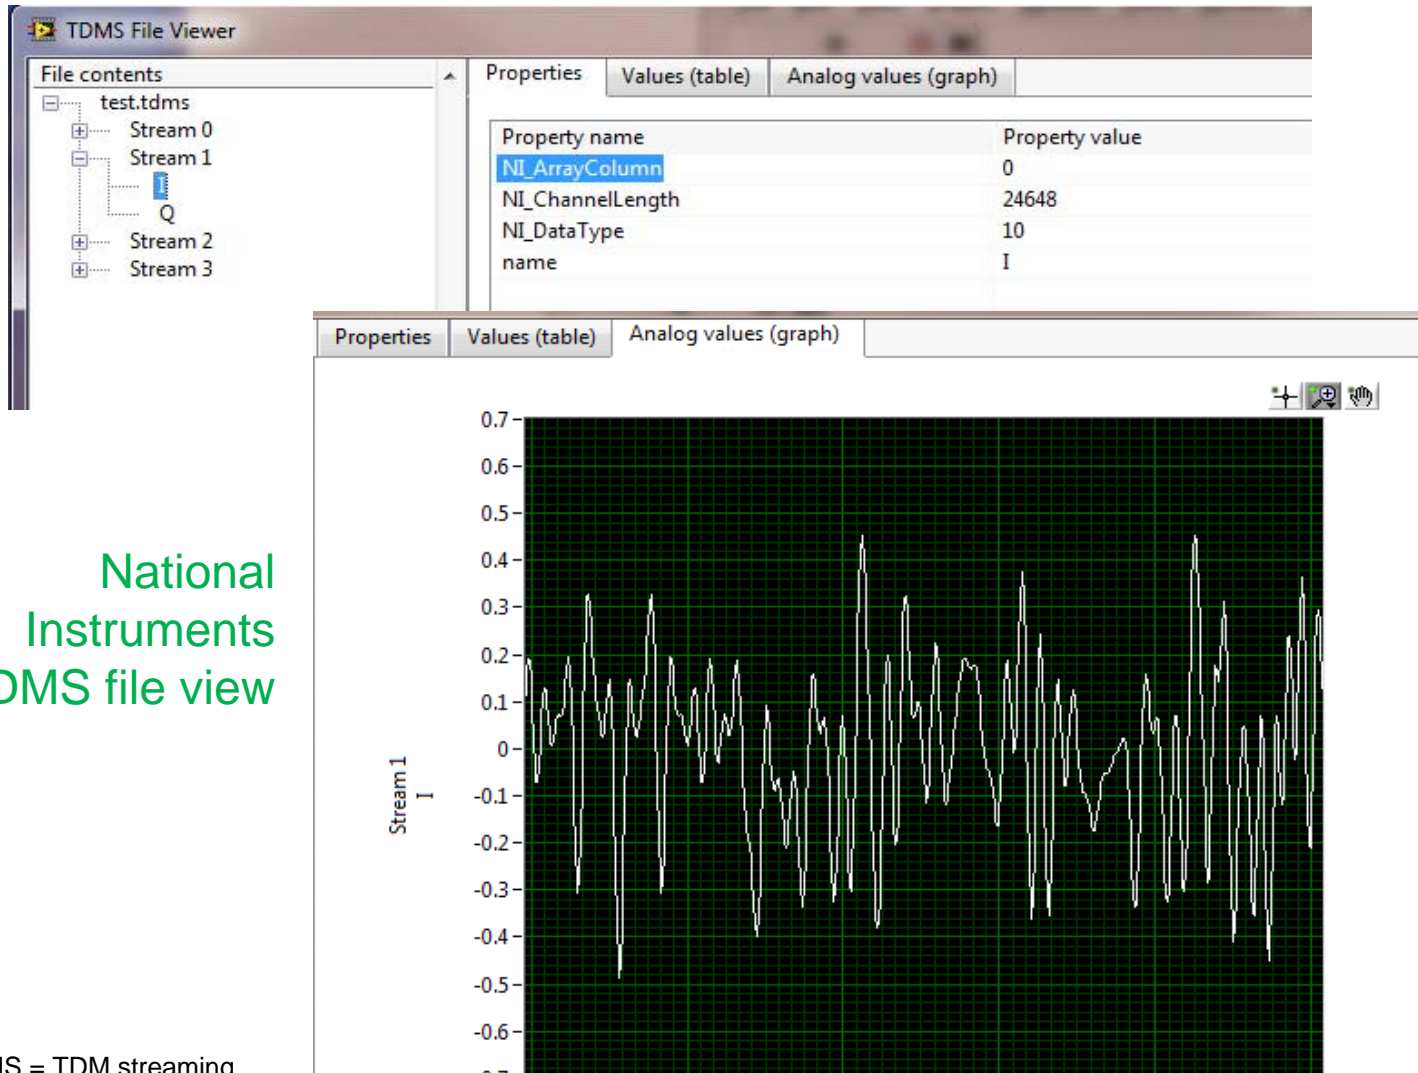 TDMS File Viewer
File contents
test.tdms
Stream 0
Stream 1
I
Q
Stream 2
Stream 3
Properties Values (table) Analog values (graph)
Property name Property value
NI_ArrayColumn 0
NI_ChannelLength 24648
NI_DataType 10
name I
Properties Values (table) Analog values (graph)
0.7
0.6
0.5
0.4
0.3
0.2
0.1
0
-0.1
-0.2
-0.3
-0.4
-0.5
-0.6
Stream 1
I
National
Instruments
DMS file view
MS = TDM streaming